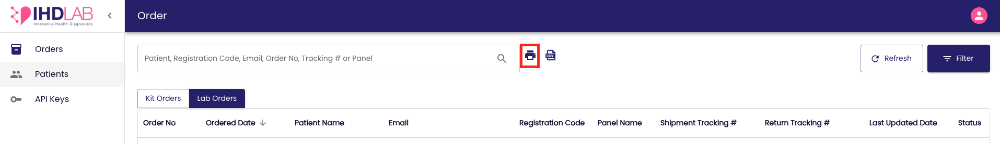 IHDLAB
Innovative Health Diagnostics
Order
Orders
Patients
API Keys
Patient, Registration Code, Email, Order No, Tracking # or Panel
CSV
Refresh
Filter
Kit Orders
Lab Orders
Order No
Ordered Date
Patient Name
Email
Registration Code
Panel Name
Shipment Tracking #
Return Tracking #
Last Updated Date
Status